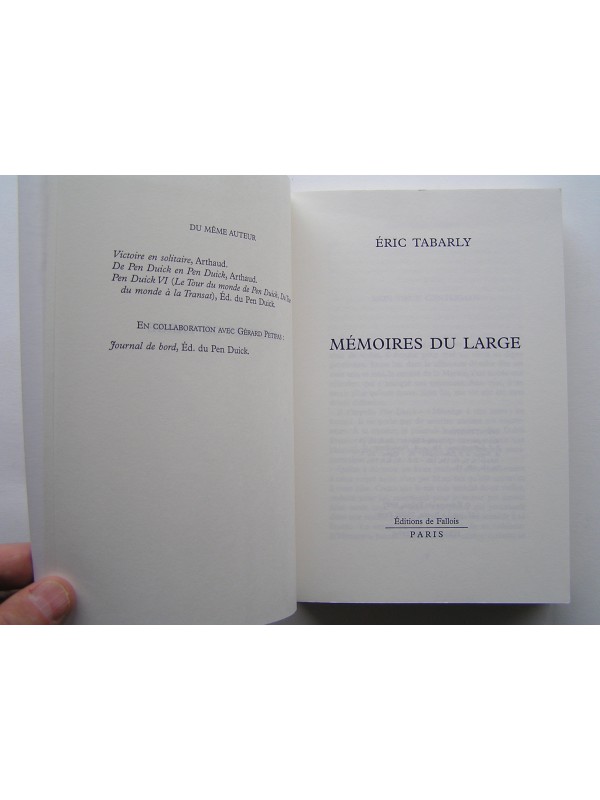 DU MÊME AUTEUR
Victoire en solitaire, Arthaud.
De Pen Duick en Pen Duick, Arthaud.
Pen Duick VI (Le Tour du monde de Pen Duick, Du Tour
du monde à la Transat), Éd. du Pen Duick.
EN COLLABORATION AVEC GÉRARD PETIPAS :
Journal de bord, Éd. du Pen Duick.
ÉRIC TABARLY
MÉMOIRES DU LARGE
Éditions de Fallois
PARIS